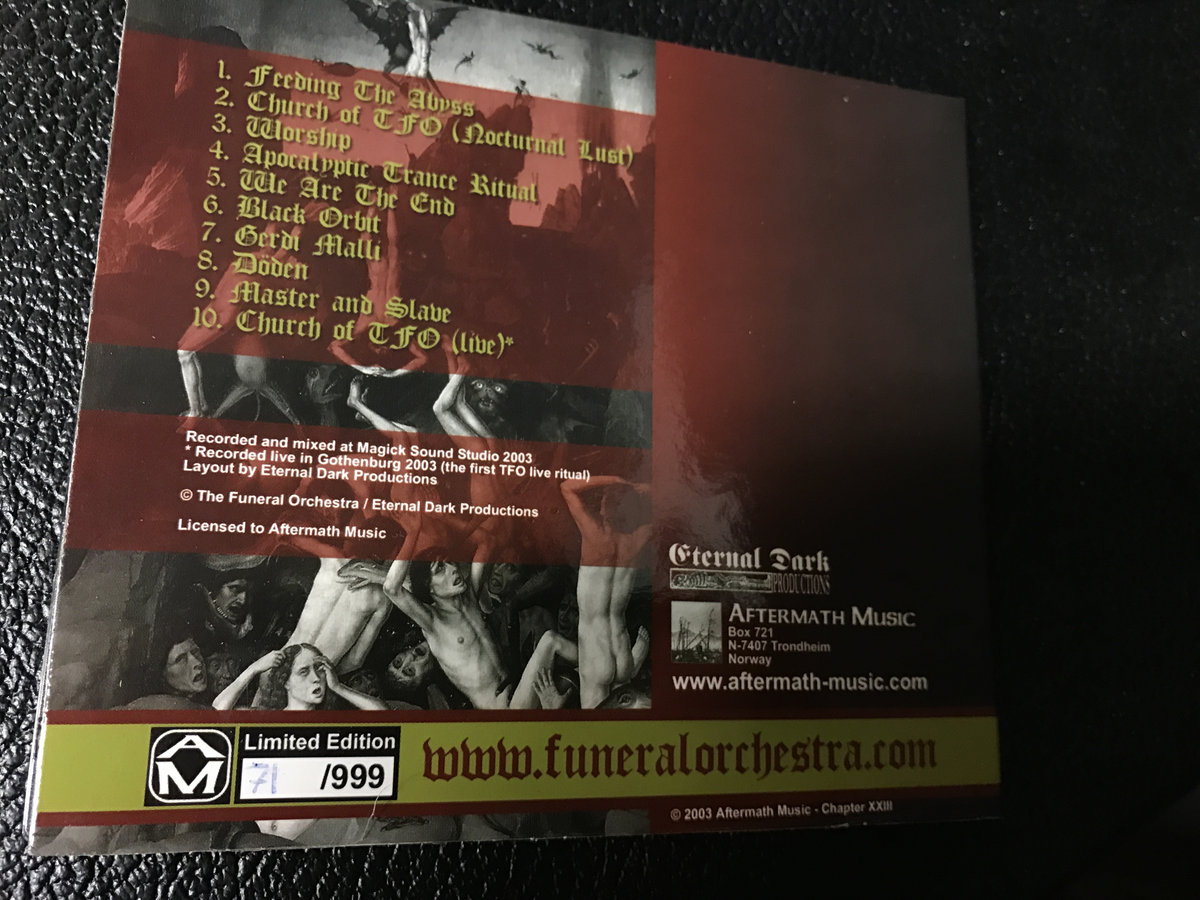 1. Feeding The Abyss
2. Church of TFO (Nocturnal Lust)
3. Worship
4. Apocalyptic Trance Ritual
5. We Are The End
6. Black Orbit
7. Gerdi Malli
8. Döden
9. Master and Slave
10. Church of TFO (live)*
Recorded and mixed at Magick Sound Studio 2003
* Recorded live in Gothenburg 2003 (the first TFO live ritual)
Layout by Eternal Dark Productions
© The Funeral Orchestra / Eternal Dark Productions
Licensed to Aftermath Music
Eternal Dark
PRODUCTIONS
AFTERMATH MUSIC
Box 721
N-7407 Trondheim
Norway
www.aftermath-music.com
AM
Limited Edition
71 /999
www.funeralorchestra.com
© 2003 Aftermath Music - Chapter XXIII